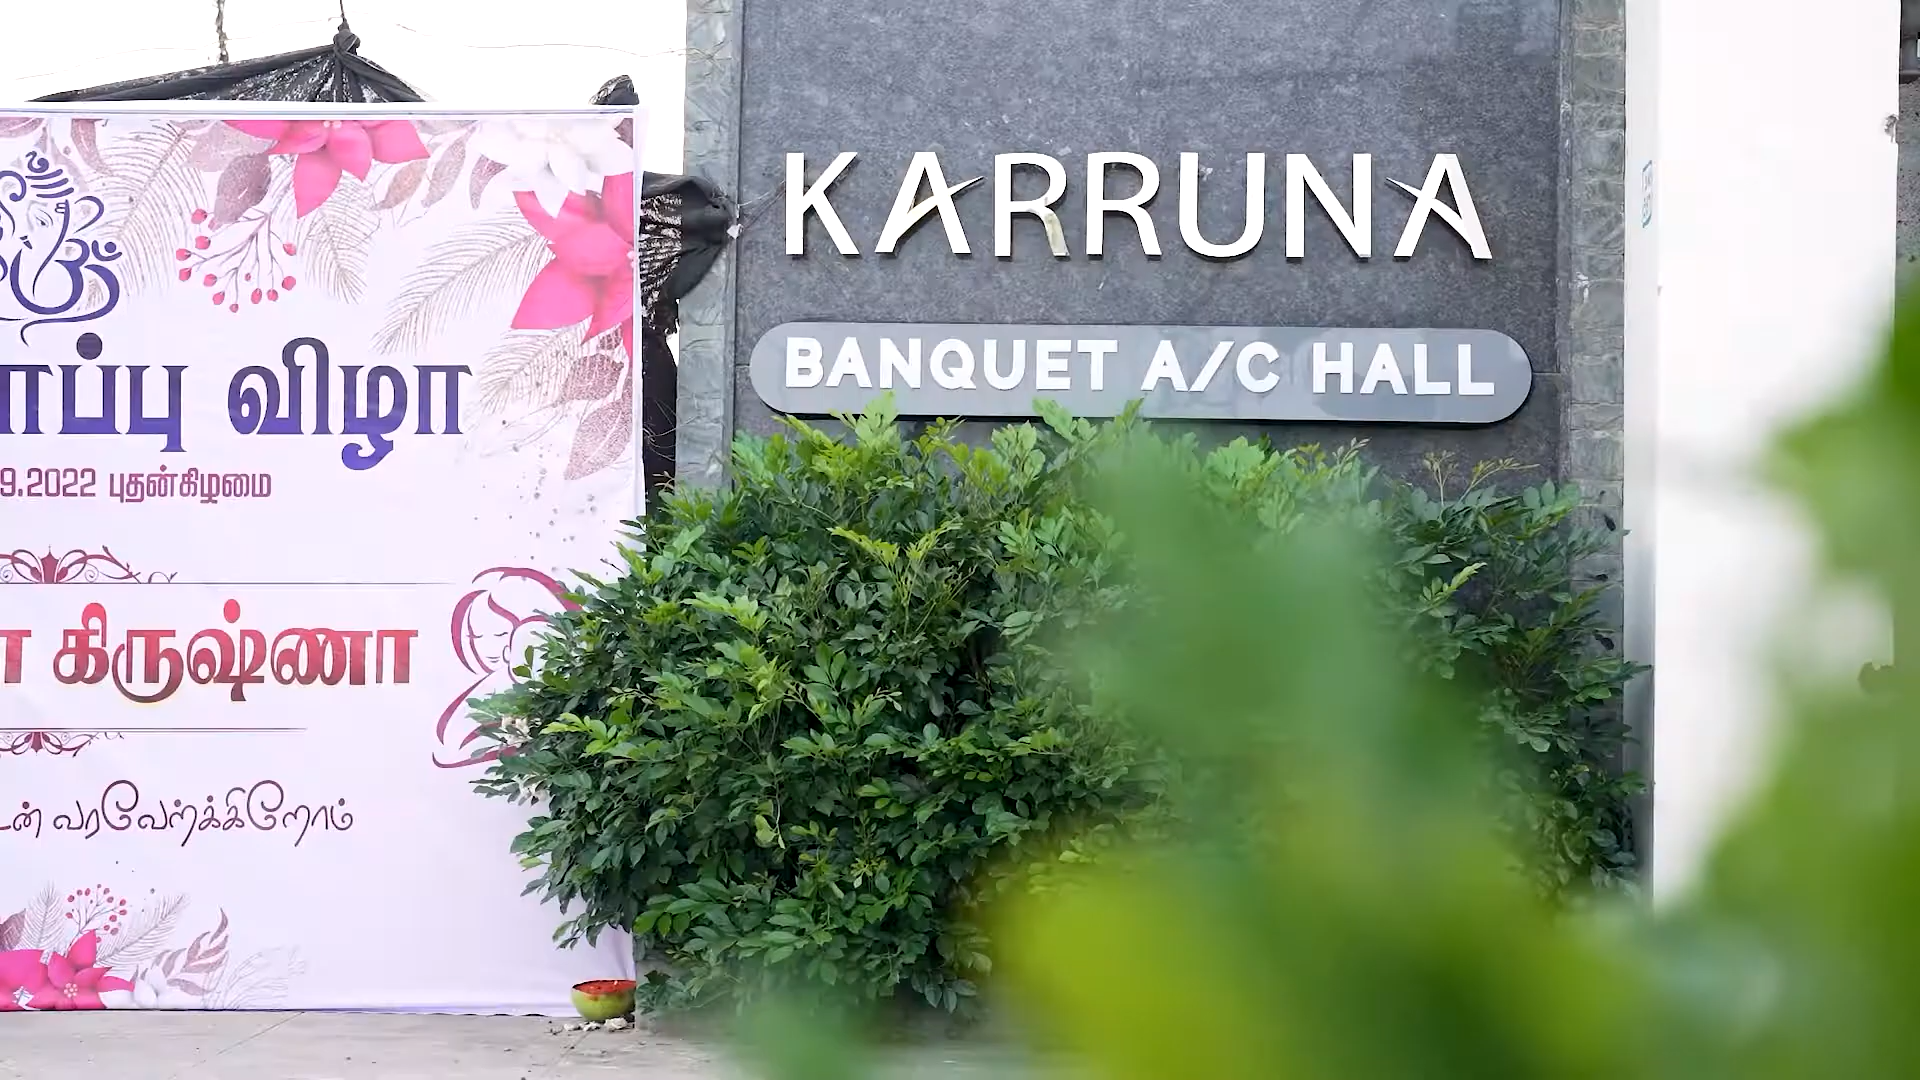 KARRUNA
BANQUET A/C HALL
விழா
9.2022 புதன்கிழமை
கிருஷ்ணா
வரவேற்க்கிறோம்